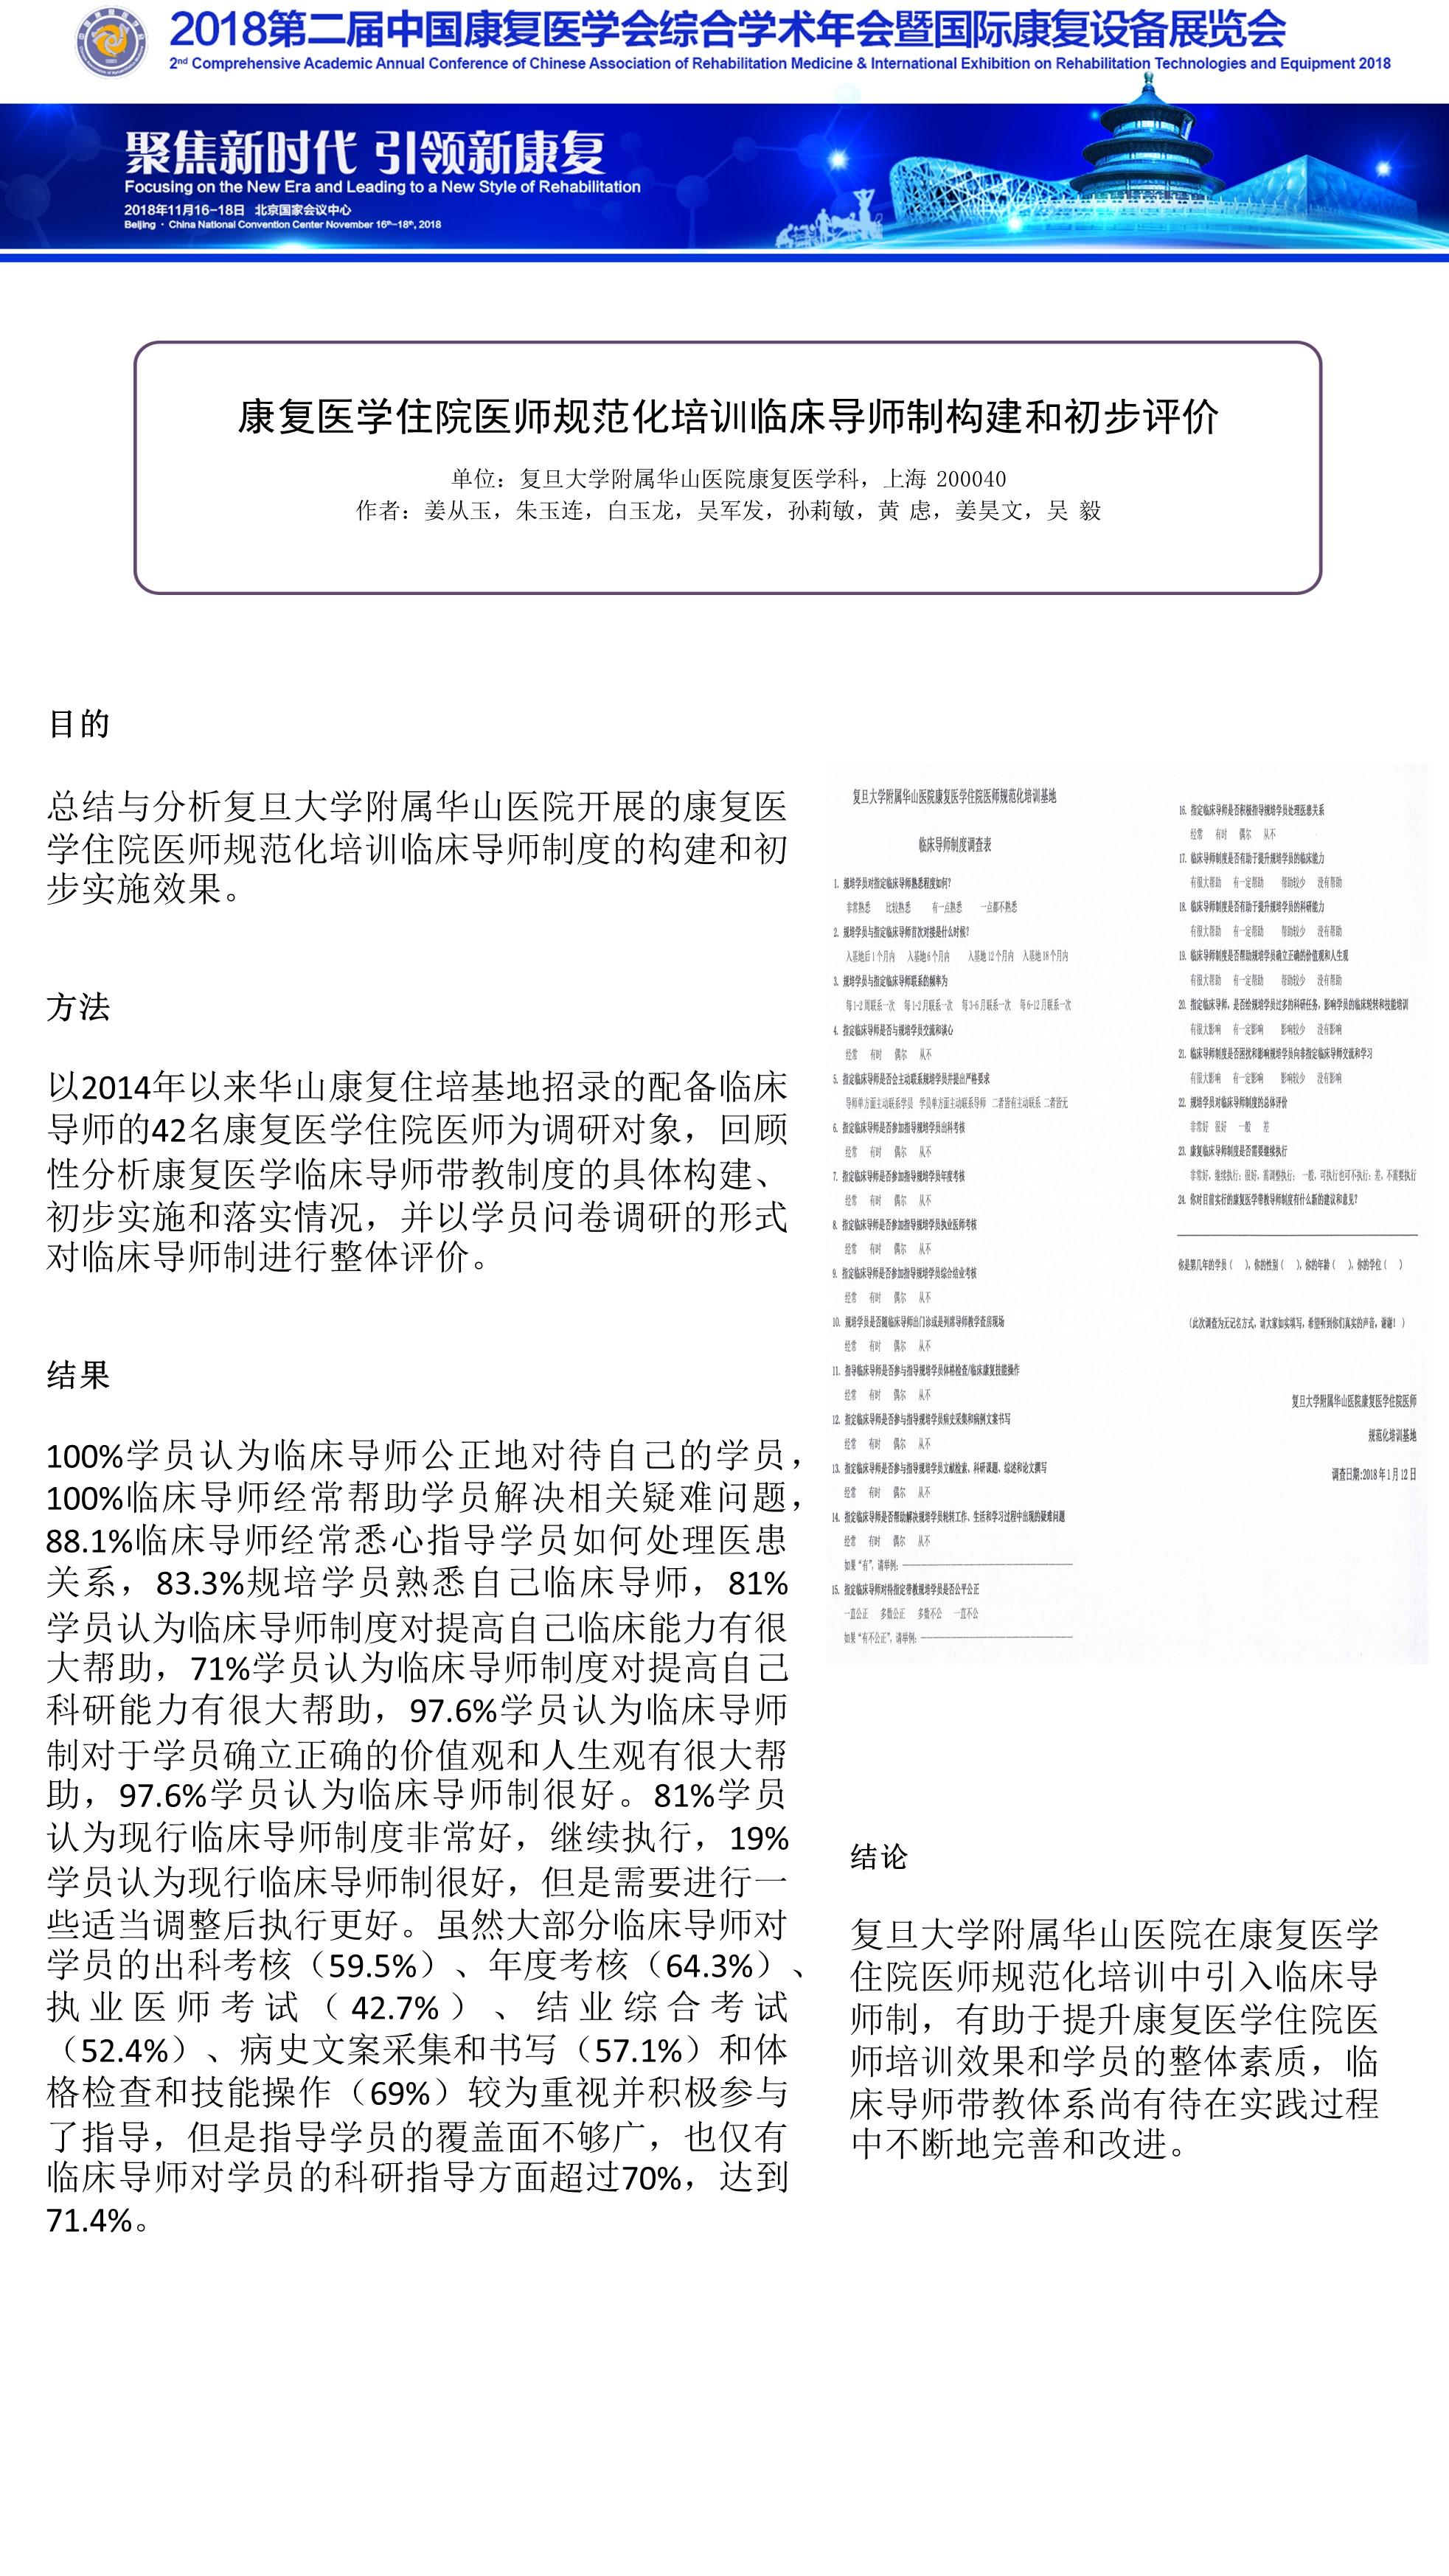 2018第二届中国康复医学会综合学术年会暨国际康复设备展览会
2nd Comprehensive Academic Annual Conference of Chinese Association of Rehabilitation Medicine & International Exhibition on Rehabilitation Technologies and Equipment 2018
聚焦新时代 引领新康复
Focusing on the New Era and Leading to a New Style of Rehabilitation
2018年11月16-18日 北京国家会议中心
Beijing · China National Convention Center November 16th-18th, 2018
康复医学住院医师规范化培训临床导师制构建和初步评价
单位：复旦大学附属华山医院康复医学科，上海 200040
作者：姜从玉，朱玉连，白玉龙，吴军发，孙莉敏，黄 虑，姜昊文，吴 毅
目的
总结与分析复旦大学附属华山医院开展的康复医
学住院医师规范化培训临床导师制度的构建和初
步实施效果。
方法
以2014年以来华山康复住培基地招录的配备临床
导师的42名康复医学住院医师为调研对象，回顾
性分析康复医学临床导师带教制度的具体构建、
初步实施和落实情况，并以学员问卷调研的形式
对临床导师制进行整体评价。
结果
100%学员认为临床导师公正地对待自己的学员，
100%临床导师经常帮助学员解决相关疑难问题，
88.1%临床导师经常悉心指导学员如何处理医患
关系，83.3%规培学员熟悉自己临床导师，81%
学员认为临床导师制度对提高自己临床能力有很
大帮助，71%学员认为临床导师制度对提高自己
科研能力有很大帮助，97.6%学员认为临床导师
制对于学员确立正确的价值观和人生观有很大帮
助，97.6%学员认为临床导师制很好。81%学员
认为现行临床导师制度非常好，继续执行，19%
学员认为现行临床导师制很好，但是需要进行一
些适当调整后执行更好。虽然大部分临床导师对
学员的出科考核（59.5%）、年度考核（64.3%）、
执业医师考试（42.7%）、结业综合考试
（52.4%）、病史文案采集和书写（57.1%）和体
格检查和技能操作（69%）较为重视并积极参与
了指导，但是指导学员的覆盖面不够广，也仅有
临床导师对学员的科研指导方面超过70%，达到
71.4%。
复旦大学附属华山医院康复医学住院医师规范化培训基地
临床导师制度调查表
1. 规培学员对指定临床导师熟悉程度如何？
非常熟悉 比较熟悉 有一点熟悉 一点都不熟悉
2. 规培学员与指定临床导师首次对接是什么时候？
入基地后1个月内 入基地6个月内 入基地12个月内 入基地18个月内
3. 规培学员与指定临床导师联系的频率为
每1-2周联系一次 每1-2月联系一次 每3-6月联系一次 每6-12月联系一次
4. 指定临床导师是否与规培学员交流和谈心
经常 有时 偶尔 从不
5. 指定临床导师是否会主动联系规培学员并提出严格要求
导师单方面主动联系学员 学员单方面主动联系导师 二者皆有主动联系 二者皆无
6. 指定临床导师是否参加指导规培学员出科考核
经常 有时 偶尔 从不
7. 指定临床导师是否参加指导规培学员年度考核
经常 有时 偶尔 从不
8. 指定临床导师是否参加指导规培学员执业医师考核
经常 有时 偶尔 从不
9. 指定临床导师是否参加指导规培学员综合结业考核
经常 有时 偶尔 从不
10. 规培学员是否随临床导师出门诊或是列席导师教学查房现场
经常 有时 偶尔 从不
11. 指导临床导师是否参与指导规培学员体格检查/临床康复技能操作
经常 有时 偶尔 从不
12. 指定临床导师是否参与指导规培学员病史采集和病例文案书写
经常 有时 偶尔 从不
13. 指定临床导师是否参与指导规培学员文献检索、科研课题、综述和论文撰写
经常 有时 偶尔 从不
14. 指定临床导师是否帮助解决规培学员轮转工作、生活和学习过程中出现的疑难问题
经常 有时 偶尔 从不
如果“有”，请举例：
15. 指定临床导师对待指定带教规培学员是否公平公正
一直公正 多数公正 多数不公 一直不公
如果“有不公正”，请举例：
16. 指定临床导师是否积极指导规培学员处理医患关系
经常 有时 偶尔 从不
17. 临床导师制度是否有助于提升规培学员的临床能力
有很大帮助 有一定帮助 帮助较少 没有帮助
18. 临床导师制度是否有助于提升规培学员的科研能力
有很大帮助 有一定帮助 帮助较少 没有帮助
19. 临床导师制度是否帮助规培学员确立正确的价值观和人生观
有很大帮助 有一定帮助 帮助较少 没有帮助
20. 指定临床导师，是否给规培学员过多的科研任务，影响学员的临床轮转和技能培训
有很大影响 有一定影响 影响较少 没有影响
21. 临床导师制度是否困扰和影响规培学员向非指定临床导师交流和学习
有很大影响 有一定影响 影响较少 没有影响
22. 规培学员对临床导师制度的总体评价
非常好 很好 一般 差
23. 康复临床导师制度是否需要继续执行
非常好，继续执行；很好，需调整执行；一般，可执行也可不执行；差，不需要执行
24. 你对目前实行的康复医学带教导师制度有什么新的建议和意见？
你是第几年的学员（ ），你的性别（ ），你的年龄（ ），你的学位（ ）
（此次调查为无记名方式，请大家如实填写，希望听到你们真实的声音，谢谢！）
复旦大学附属华山医院康复医学住院医师
规范化培训基地
调查日期:2018年1月12日
结论
复旦大学附属华山医院在康复医学
住院医师规范化培训中引入临床导
师制，有助于提升康复医学住院医
师培训效果和学员的整体素质，临
床导师带教体系尚有待在实践过程
中不断地完善和改进。